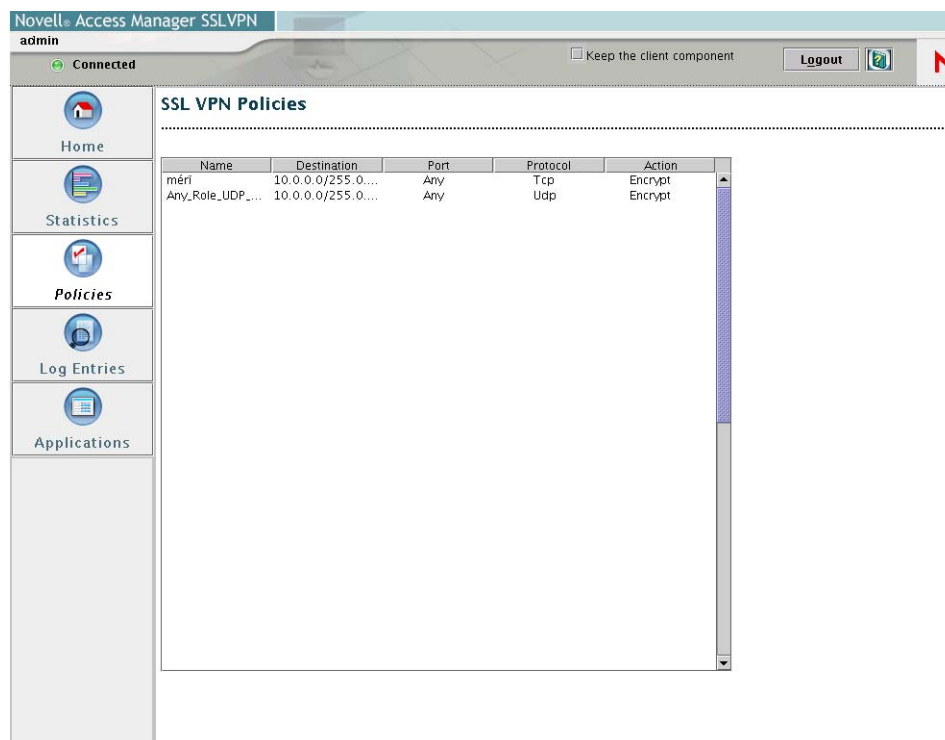 Novell® Access Manager SSLVPN
admin
Connected
Keep the client component
Logout
N
Home
Statistics
Policies
Log Entries
Applications
SSL VPN Policies
Name Destination Port Protocol Action
mérï 10.0.0.0/255.0.... Any Tcp Encrypt
Any_Role_UDP_... 10.0.0.0/255.0.... Any Udp Encrypt